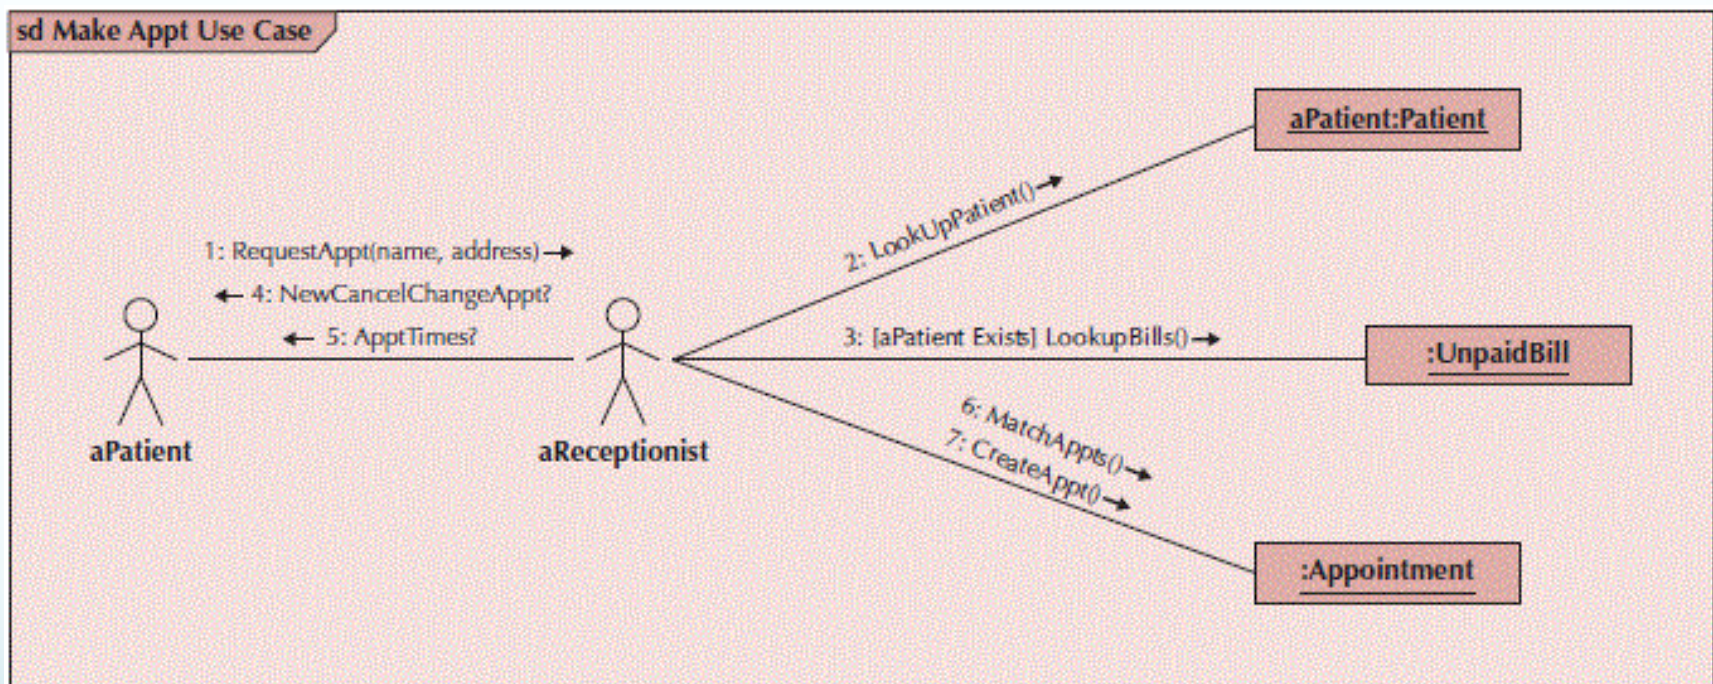 sd Make Appt Use Case
aPatient:Patient
2: LookUpPatient()
1: RequestAppt(name, address)
4: NewCancelChangeAppt?
5: ApptTimes?
3: [aPatient Exists] LookupBills()
:UnpaidBill
6: MatchAppts()
7: CreateAppt()
aPatient
aReceptionist
:Appointment